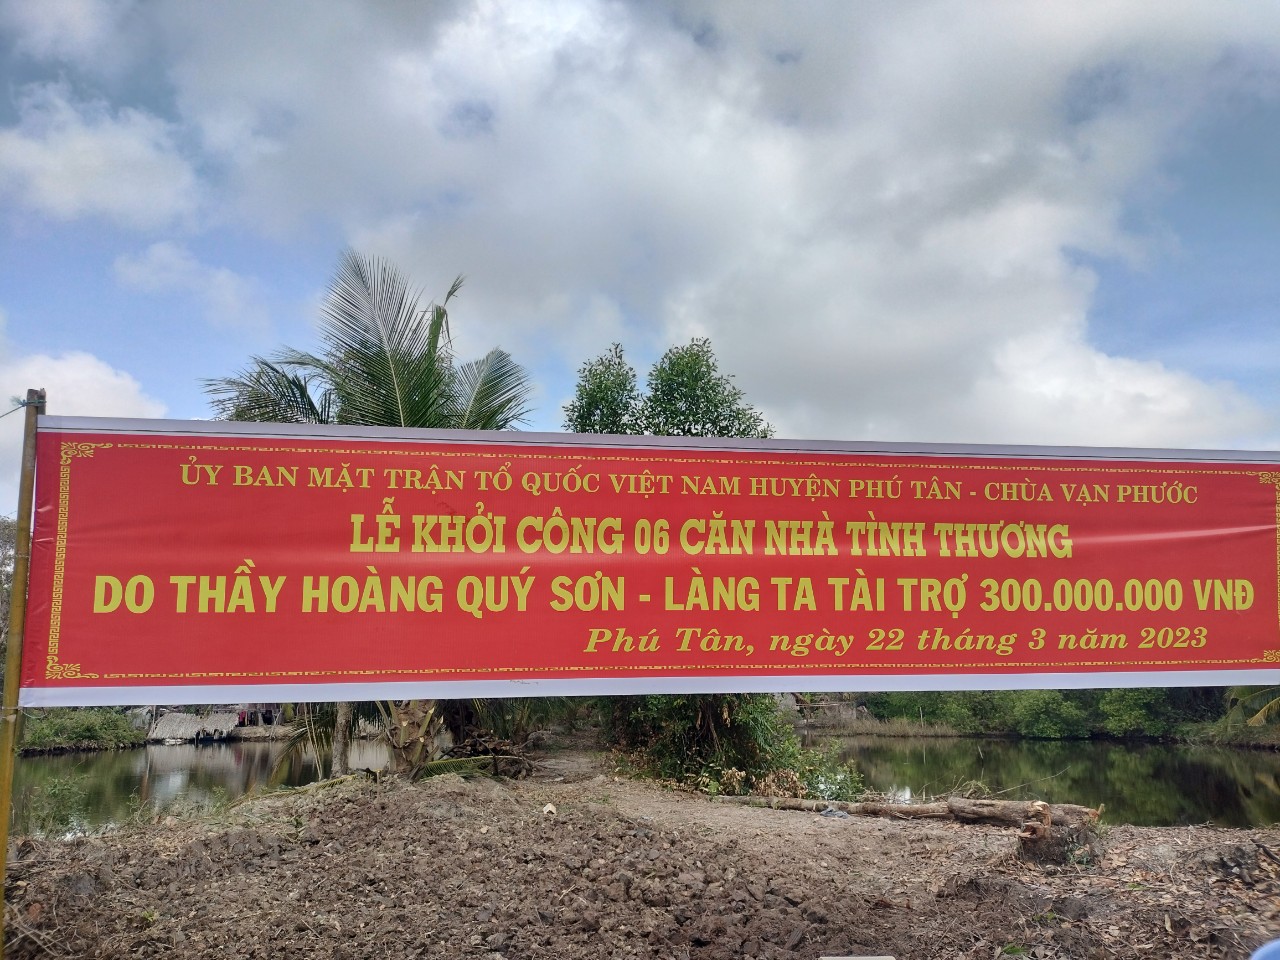 ỦY BAN MẶT TRẬN TỔ QUỐC VIỆT NAM HUYỆN PHÚ TÂN - CHÙA VẠN PHƯỚC
LỄ KHỞI CÔNG 06 CĂN NHÀ TÌNH THƯƠNG
DO THẦY HOÀNG QUÝ SƠN - LÀNG TA TÀI TRỢ 300.000.000 VNĐ
Phú Tân, ngày 22 tháng 3 năm 2023